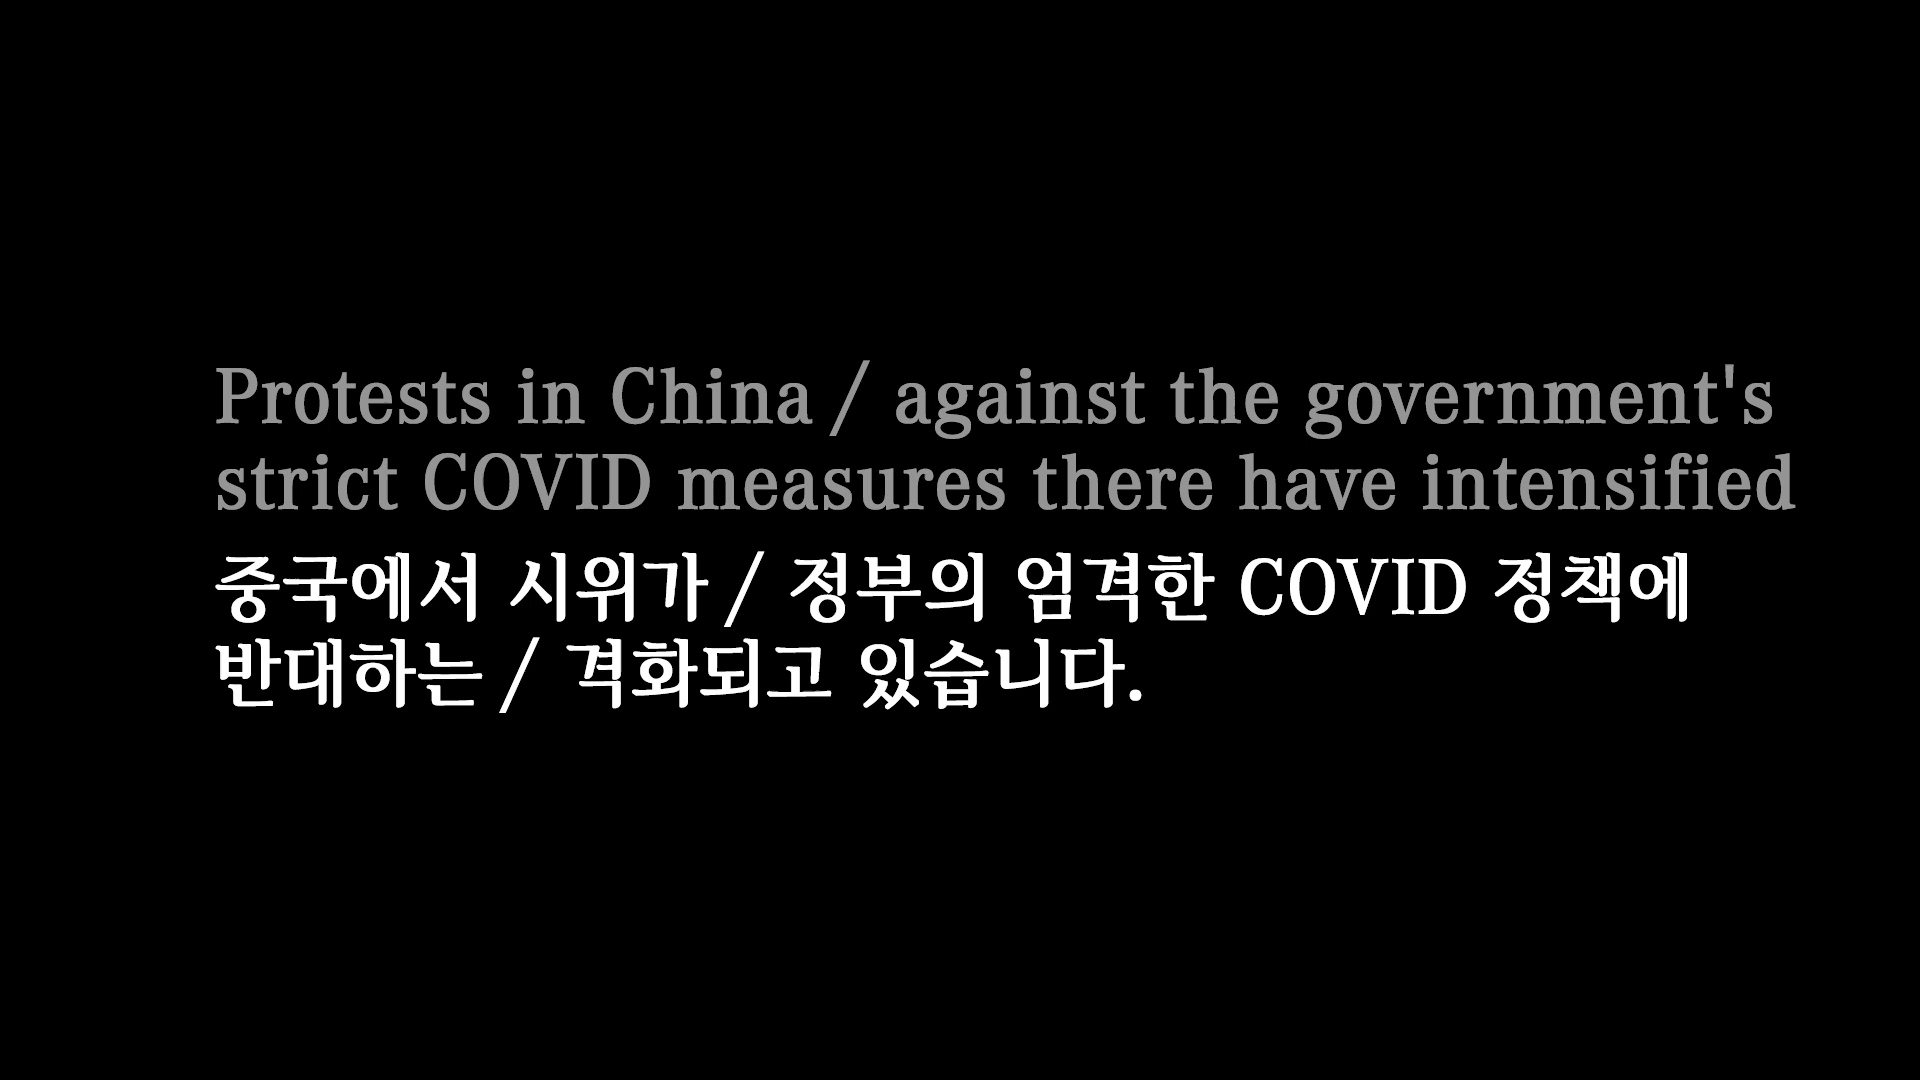 Protests in China / against the government's
strict COVID measures there have intensified
중국에서 시위가 / 정부의 엄격한 COVID 정책에
반대하는 / 격화되고 있습니다.